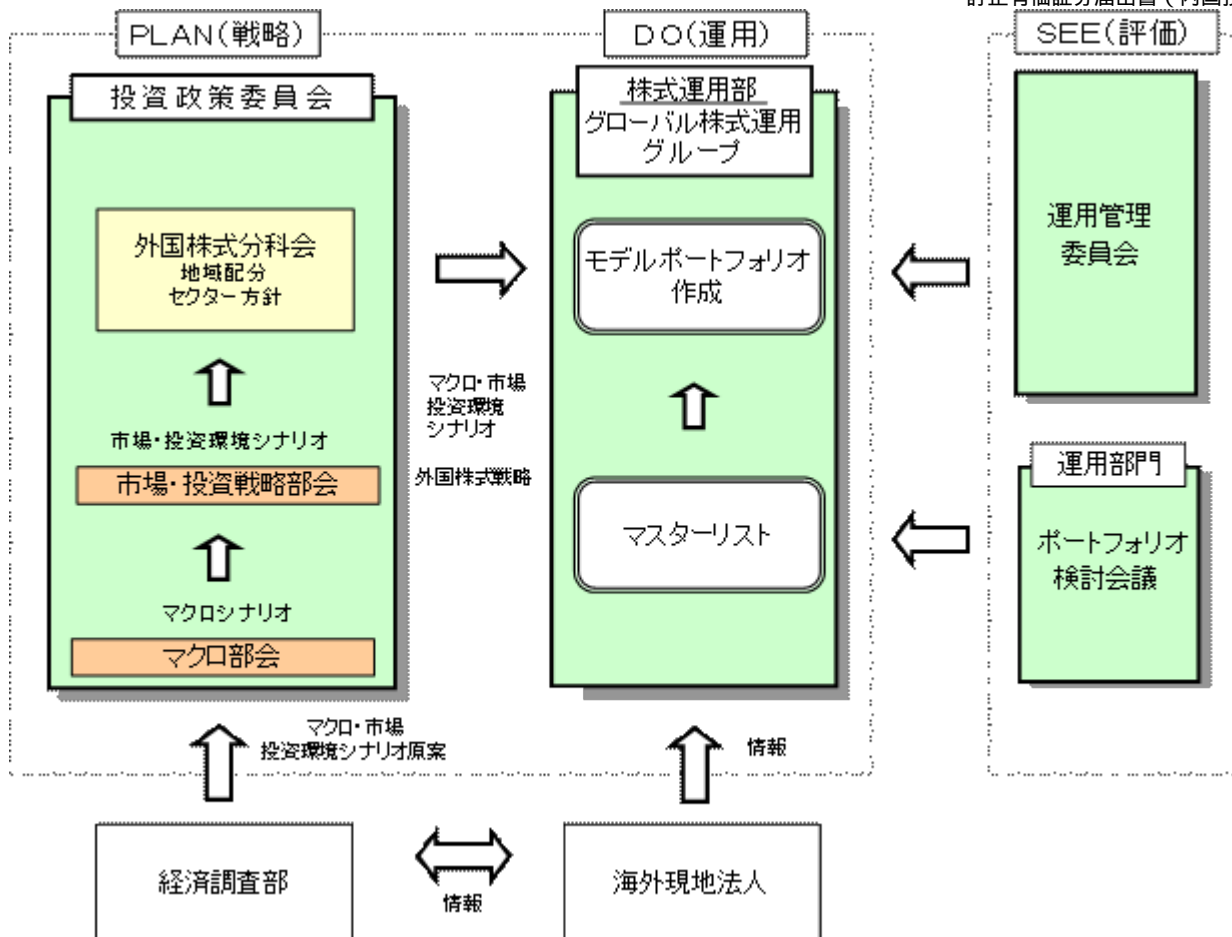 PLAN(戦略)
DO(運用)
SEE(評価)
投資政策委員会
外国株式分科会
地域配分
セクター方針
市場・投資環境シナリオ
市場・投資戦略部会
マクロシナリオ
マクロ部会
マクロ・市場
投資環境
シナリオ
外国株式戦略
株式運用部
グローバル株式運用
グループ
モデルポートフォリオ
作成
マスターリスト
運用管理
委員会
運用部門
ポートフォリオ
検討会議
マクロ・市場
投資環境シナリオ原案
情報
経済調査部
情報
海外現地法人